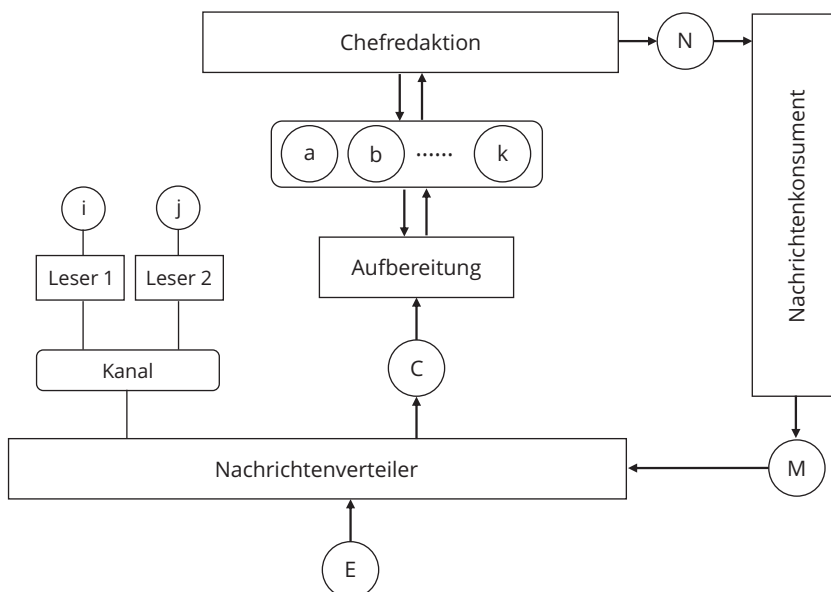 Chefredaktion
N
Nachrichtenkonsument
a
b
......
k
i
j
Leser 1
Leser 2
Aufbereitung
Kanal
C
Nachrichtenverteiler
M
E